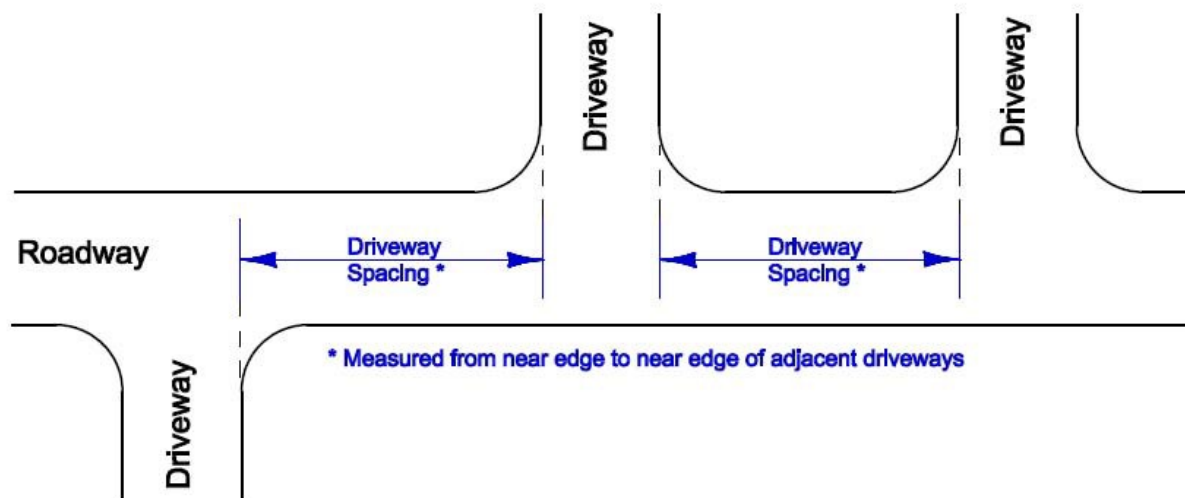 Driveway
Driveway
Roadway
Driveway
Spacing *
Driveway
Spacing *
* Measured from near edge to near edge of adjacent driveways
Driveway